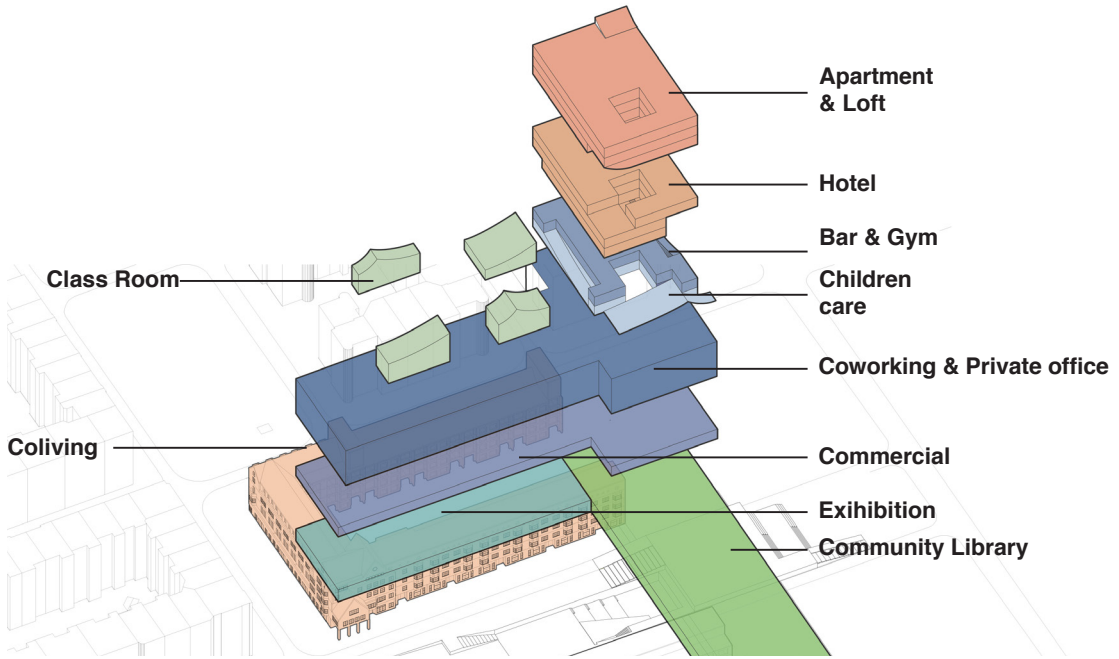 Apartment
& Loft
Hotel
Bar & Gym
Class Room
Children
care
Coworking & Private office
Coliving
Commercial
Exihibition
Community Library